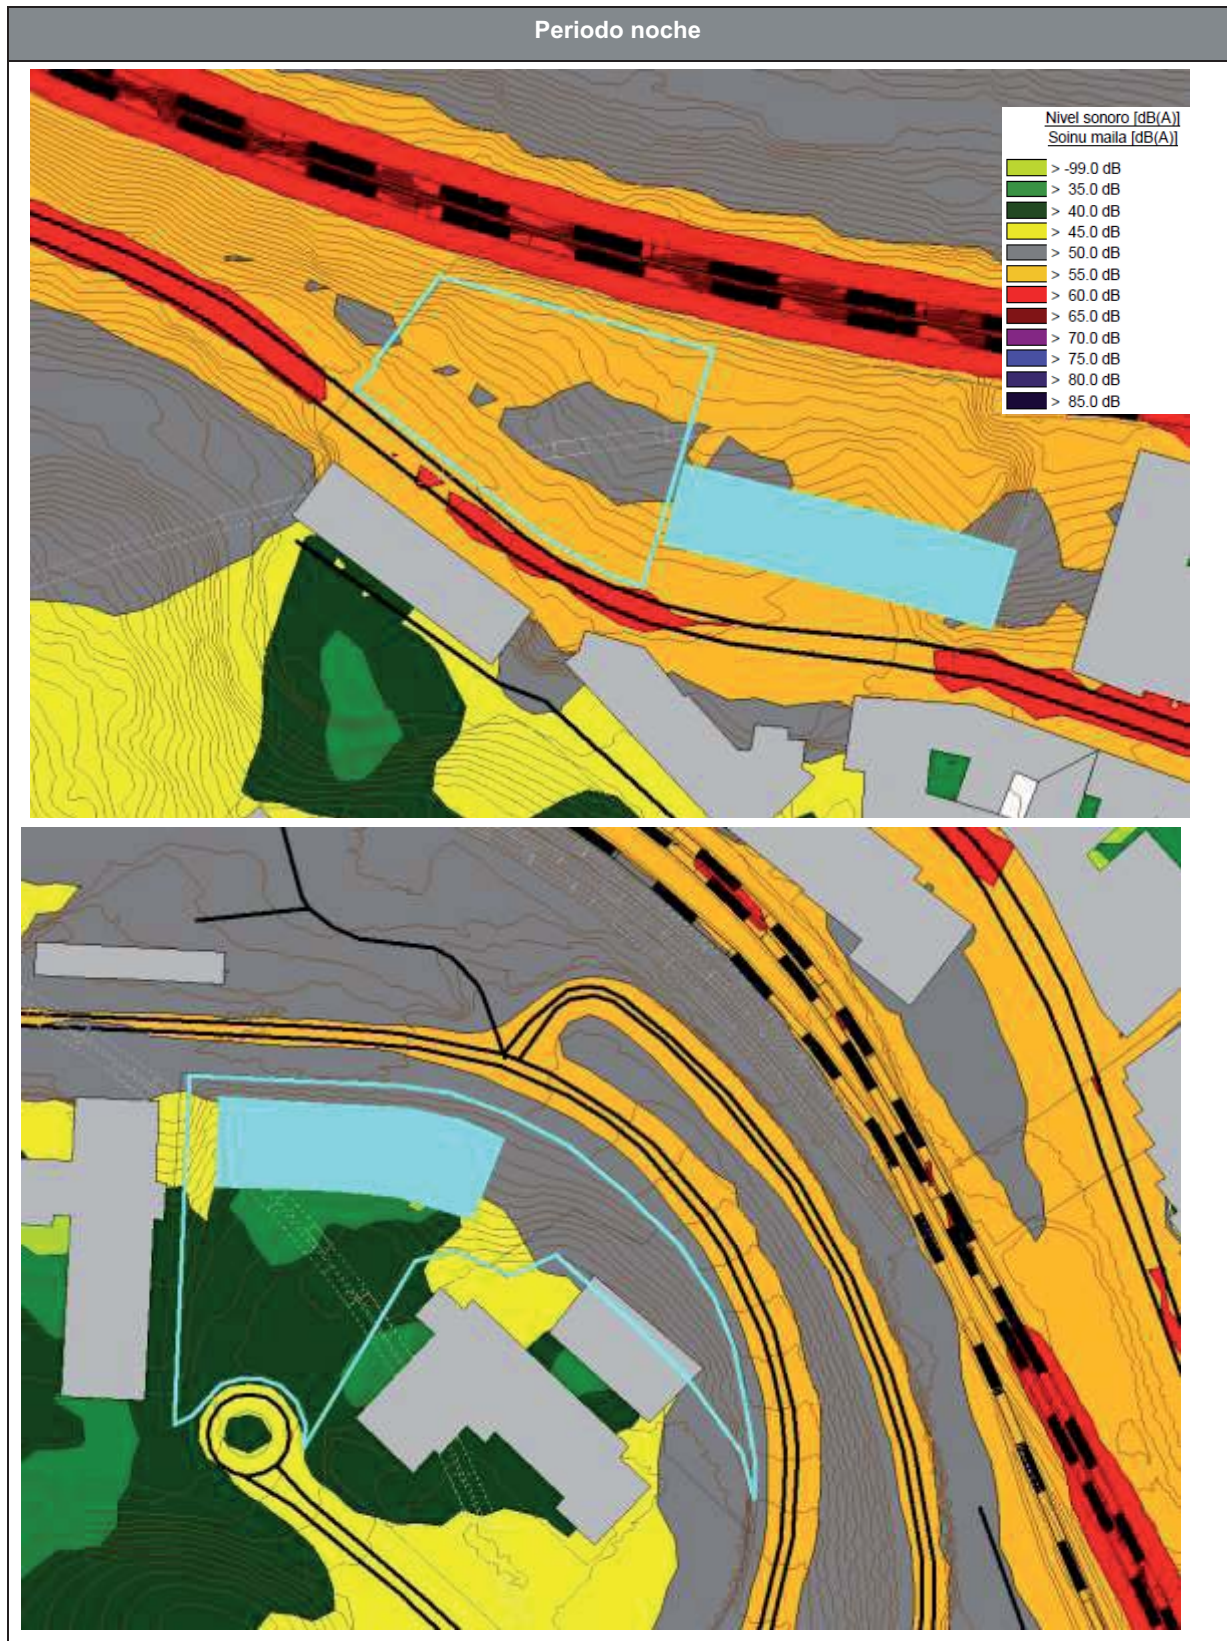 Periodo noche
Nivel sonoro [dB(A)]
Soinu maila [dB(A)]
> -99.0 dB
> 35.0 dB
> 40.0 dB
> 45.0 dB
> 50.0 dB
> 55.0 dB
> 60.0 dB
> 65.0 dB
> 70.0 dB
> 75.0 dB
> 80.0 dB
> 85.0 dB